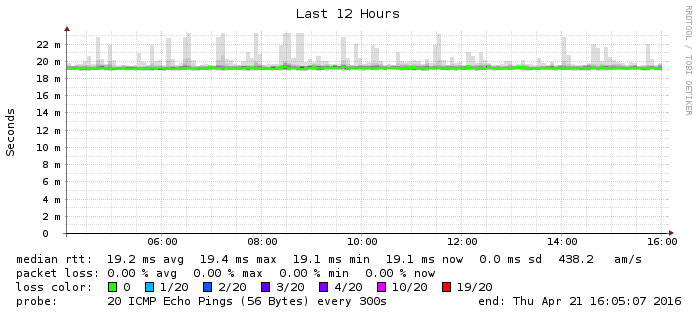 Last 12 Hours
RRDTOOL / TOBI OETIKER
Seconds
22 m
20 m
18 m
16 m
14 m
12 m
10 m
8 m
6 m
4 m
2 m
0
06:00 08:00 10:00 12:00 14:00 16:00
median rtt: 19.2 ms avg 19.4 ms max 19.1 ms min 19.1 ms now 0.0 ms sd 438.2 am/s
packet loss: 0.00 % avg 0.00 % max 0.00 % min 0.00 % now
loss color: 0 1/20 2/20 3/20 4/20 10/20 19/20
probe: 20 ICMP Echo Pings (56 Bytes) every 300s end: Thu Apr 21 16:05:07 2016